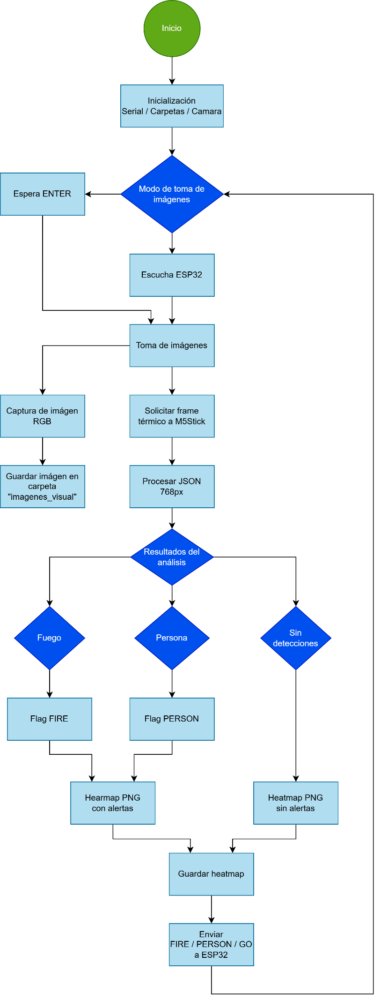 Inicio
Inicialización
Serial / Carpetas / Camara
Modo de toma de
imágenes
Espera ENTER
Escucha ESP32
Toma de imágenes
Captura de imágen
RGB
Solicitar frame
térmico a M5Stick
Guardar imágen en
carpeta
"imagenes_visual"
Procesar JSON
768px
Resultados del
análisis
Fuego
Persona
Sin
detecciones
Flag FIRE
Flag PERSON
Hearmap PNG
con alertas
Heatmap PNG
sin alertas
Guardar heatmap
Enviar
FIRE / PERSON / GO
a ESP32